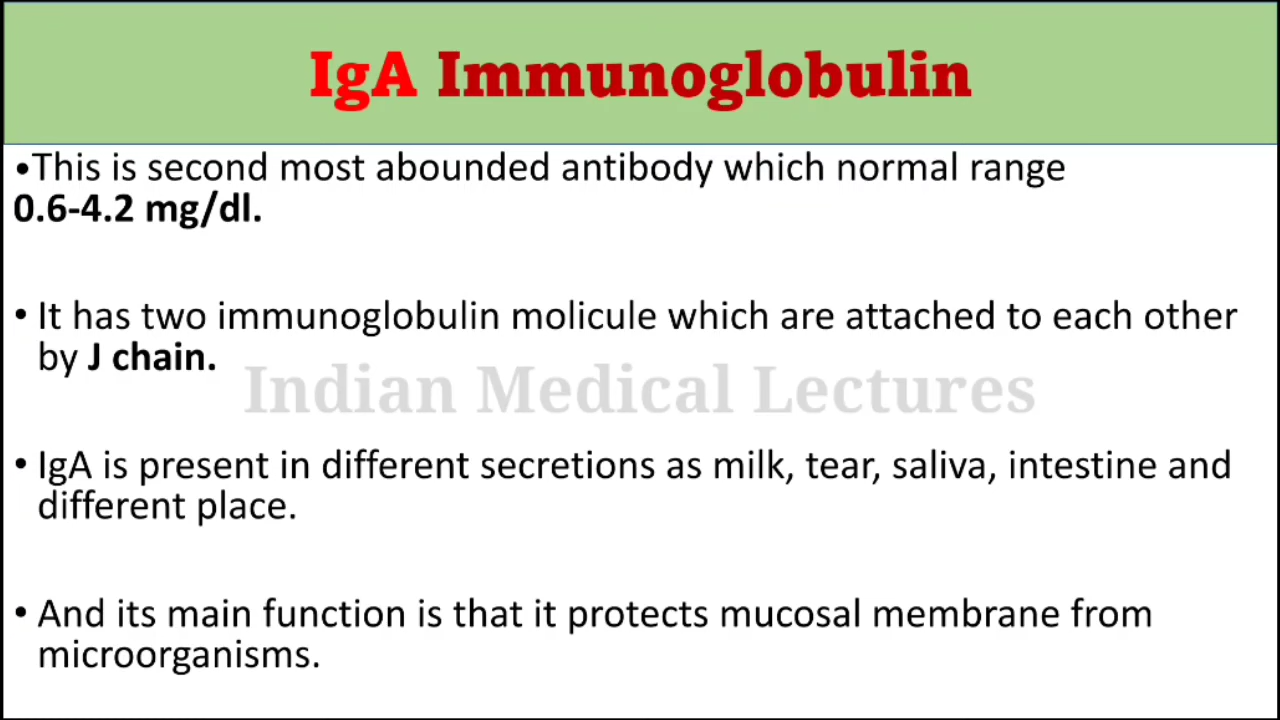 IgA Immunoglobulin
•This is second most abounded antibody which normal range
0.6-4.2 mg/dl.
• It has two immunoglobulin molicule which are attached to each other
by J chain.
Indian Medical Lectures
• IgA is present in different secretions as milk, tear, saliva, intestine and
different place.
• And its main function is that it protects mucosal membrane from
microorganisms.